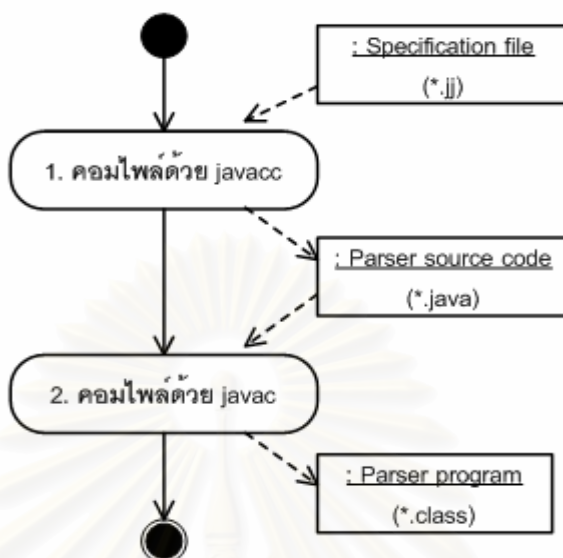 : Specification file
(*.jj)
1. คอมไพล์ด้วย javacc
: Parser source code
(*.java)
2. คอมไพล์ด้วย javac
: Parser program
(*.class)